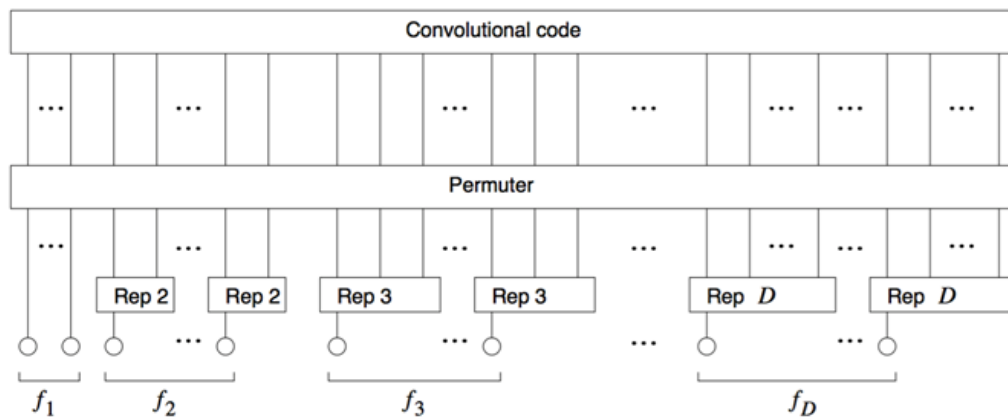 Convolutional code
... ... ... ... ... ... ...
Permuter
... ... ... ... ... ... ...
Rep 2 Rep 2 Rep 3 Rep 3 Rep D Rep D
... ... ... ...
f1 f2 f3 fD